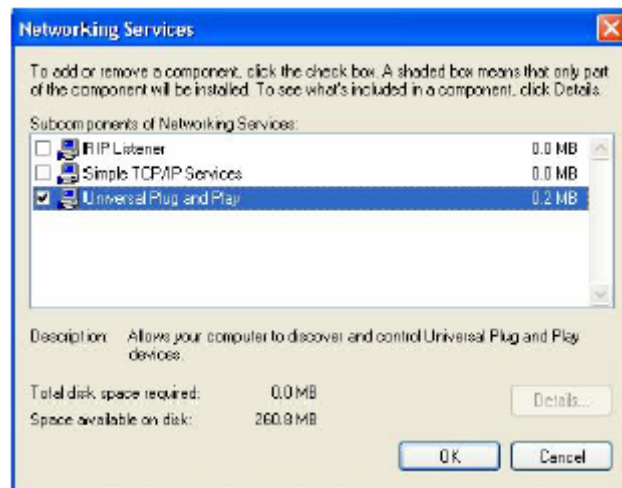 Networking Services
To add or remove a component, click the check box. A shaded box means that only part
of the component will be installed. To see what's included in a component, click Details.
Subcomponents of Networking Services:
RIP Listener 0.0 MB
Simple TCP/IP Services 0.0 MB
Universal Plug and Play 0.2 MB
Description: Allows your computer to discover and control Universal Plug and Play
devices.
Total disk space required: 0.0 MB
Details...
Space available on disk: 260.8 MB
OK Cancel